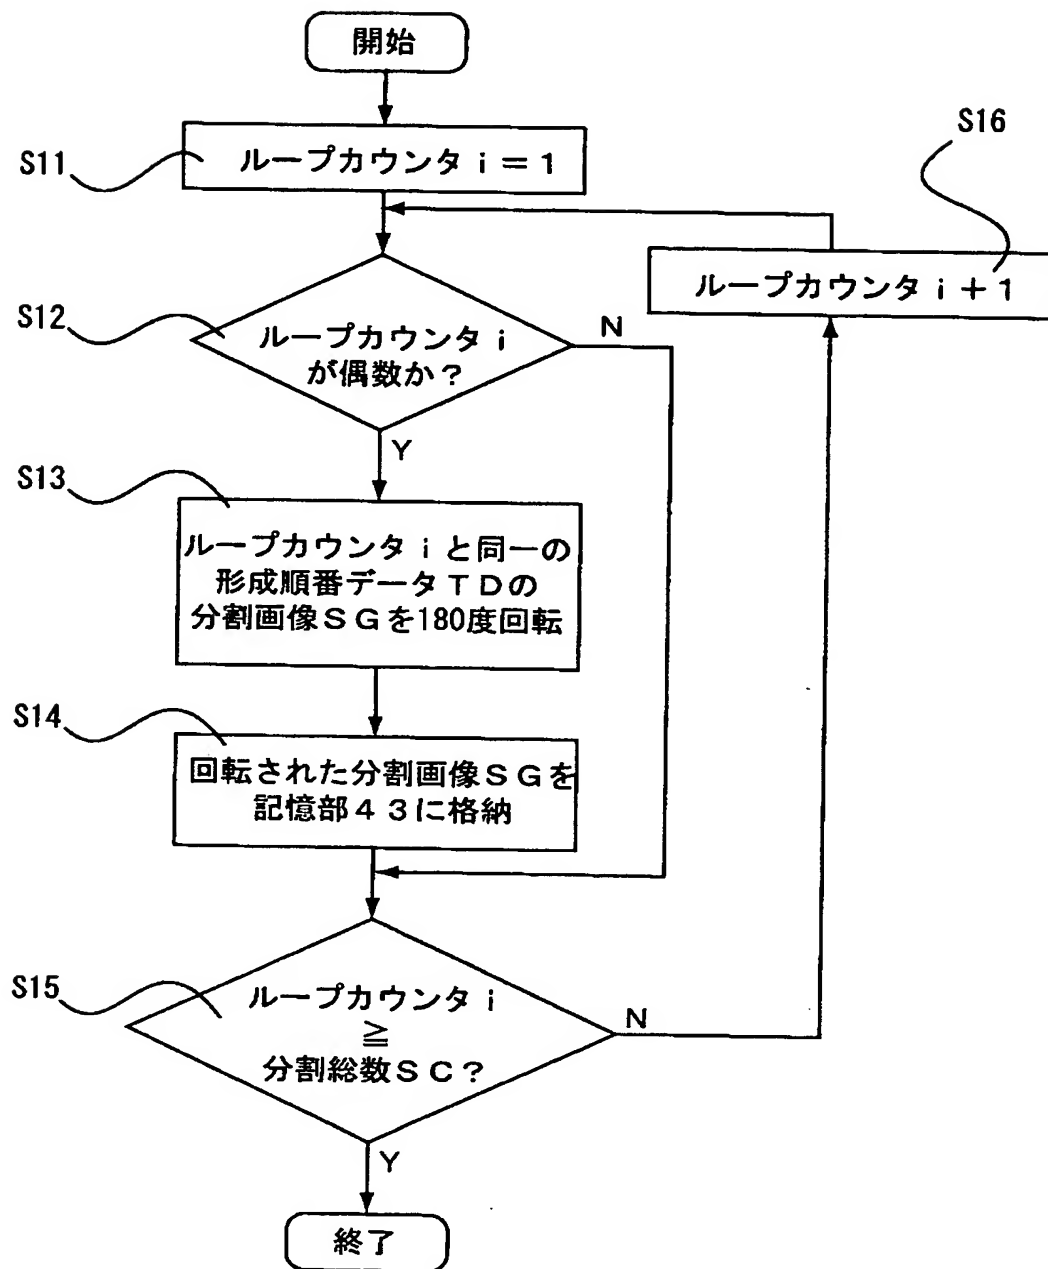 開始
S11
ループカウンタｉ＝１
S16
ループカウンタｉ＋１
S12
ループカウンタｉ
が偶数か？
N
Y
S13
ループカウンタｉと同一の
形成順番データＴＤの
分割画像ＳＧを180度回転
S14
回転された分割画像ＳＧを
記憶部４３に格納
S15
ループカウンタｉ
≧
分割総数ＳＣ？
N
Y
終了